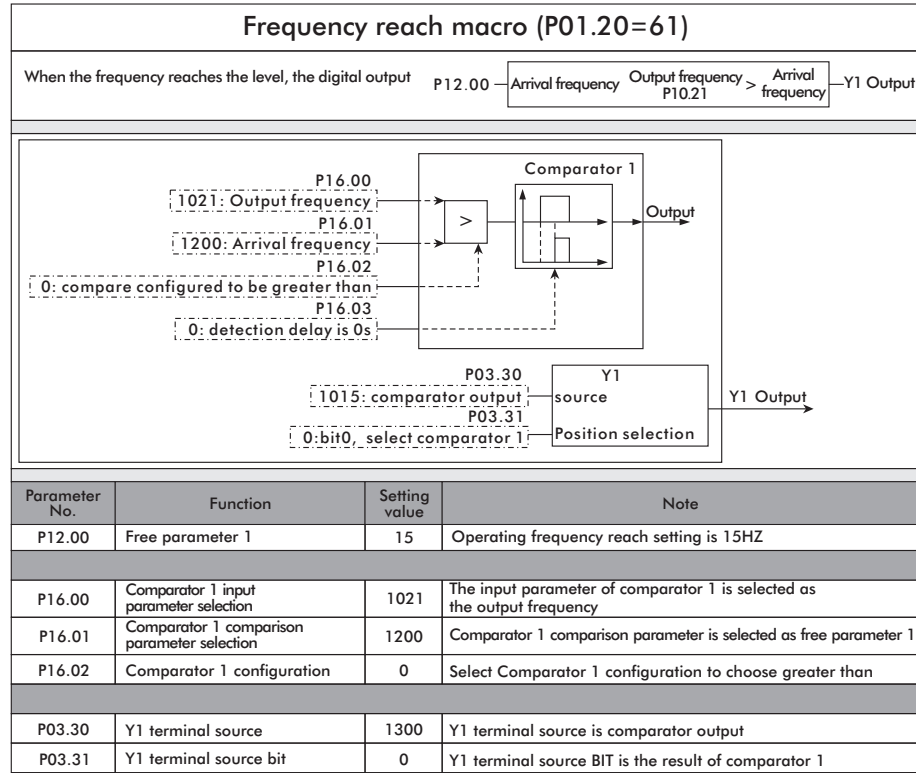 Frequency reach macro (P01.20=61)
When the frequency reaches the level, the digital output
P12.00
Arrival frequency
Output frequency
P10.21
>
Arrival
frequency
Y1 Output
P16.00
1021: Output frequency
P16.01
1200: Arrival frequency
P16.02
0: compare configured to be greater than
P16.03
0: detection delay is 0s
>
Comparator 1
Output
P03.30
1015: comparator output
P03.31
0:bit0, select comparator 1
Y1
source
Position selection
Y1 Output
Parameter No. Function Setting value Note
P12.00 Free parameter 1 15 Operating frequency reach setting is 15HZ
P16.00 Comparator 1 input parameter selection 1021 The input parameter of comparator 1 is selected as the output frequency
P16.01 Comparator 1 comparison parameter selection 1200 Comparator 1 comparison parameter is selected as free parameter 1
P16.02 Comparator 1 configuration 0 Select Comparator 1 configuration to choose greater than
P03.30 Y1 terminal source 1300 Y1 terminal source is comparator output
P03.31 Y1 terminal source bit 0 Y1 terminal source BIT is the result of comparator 1